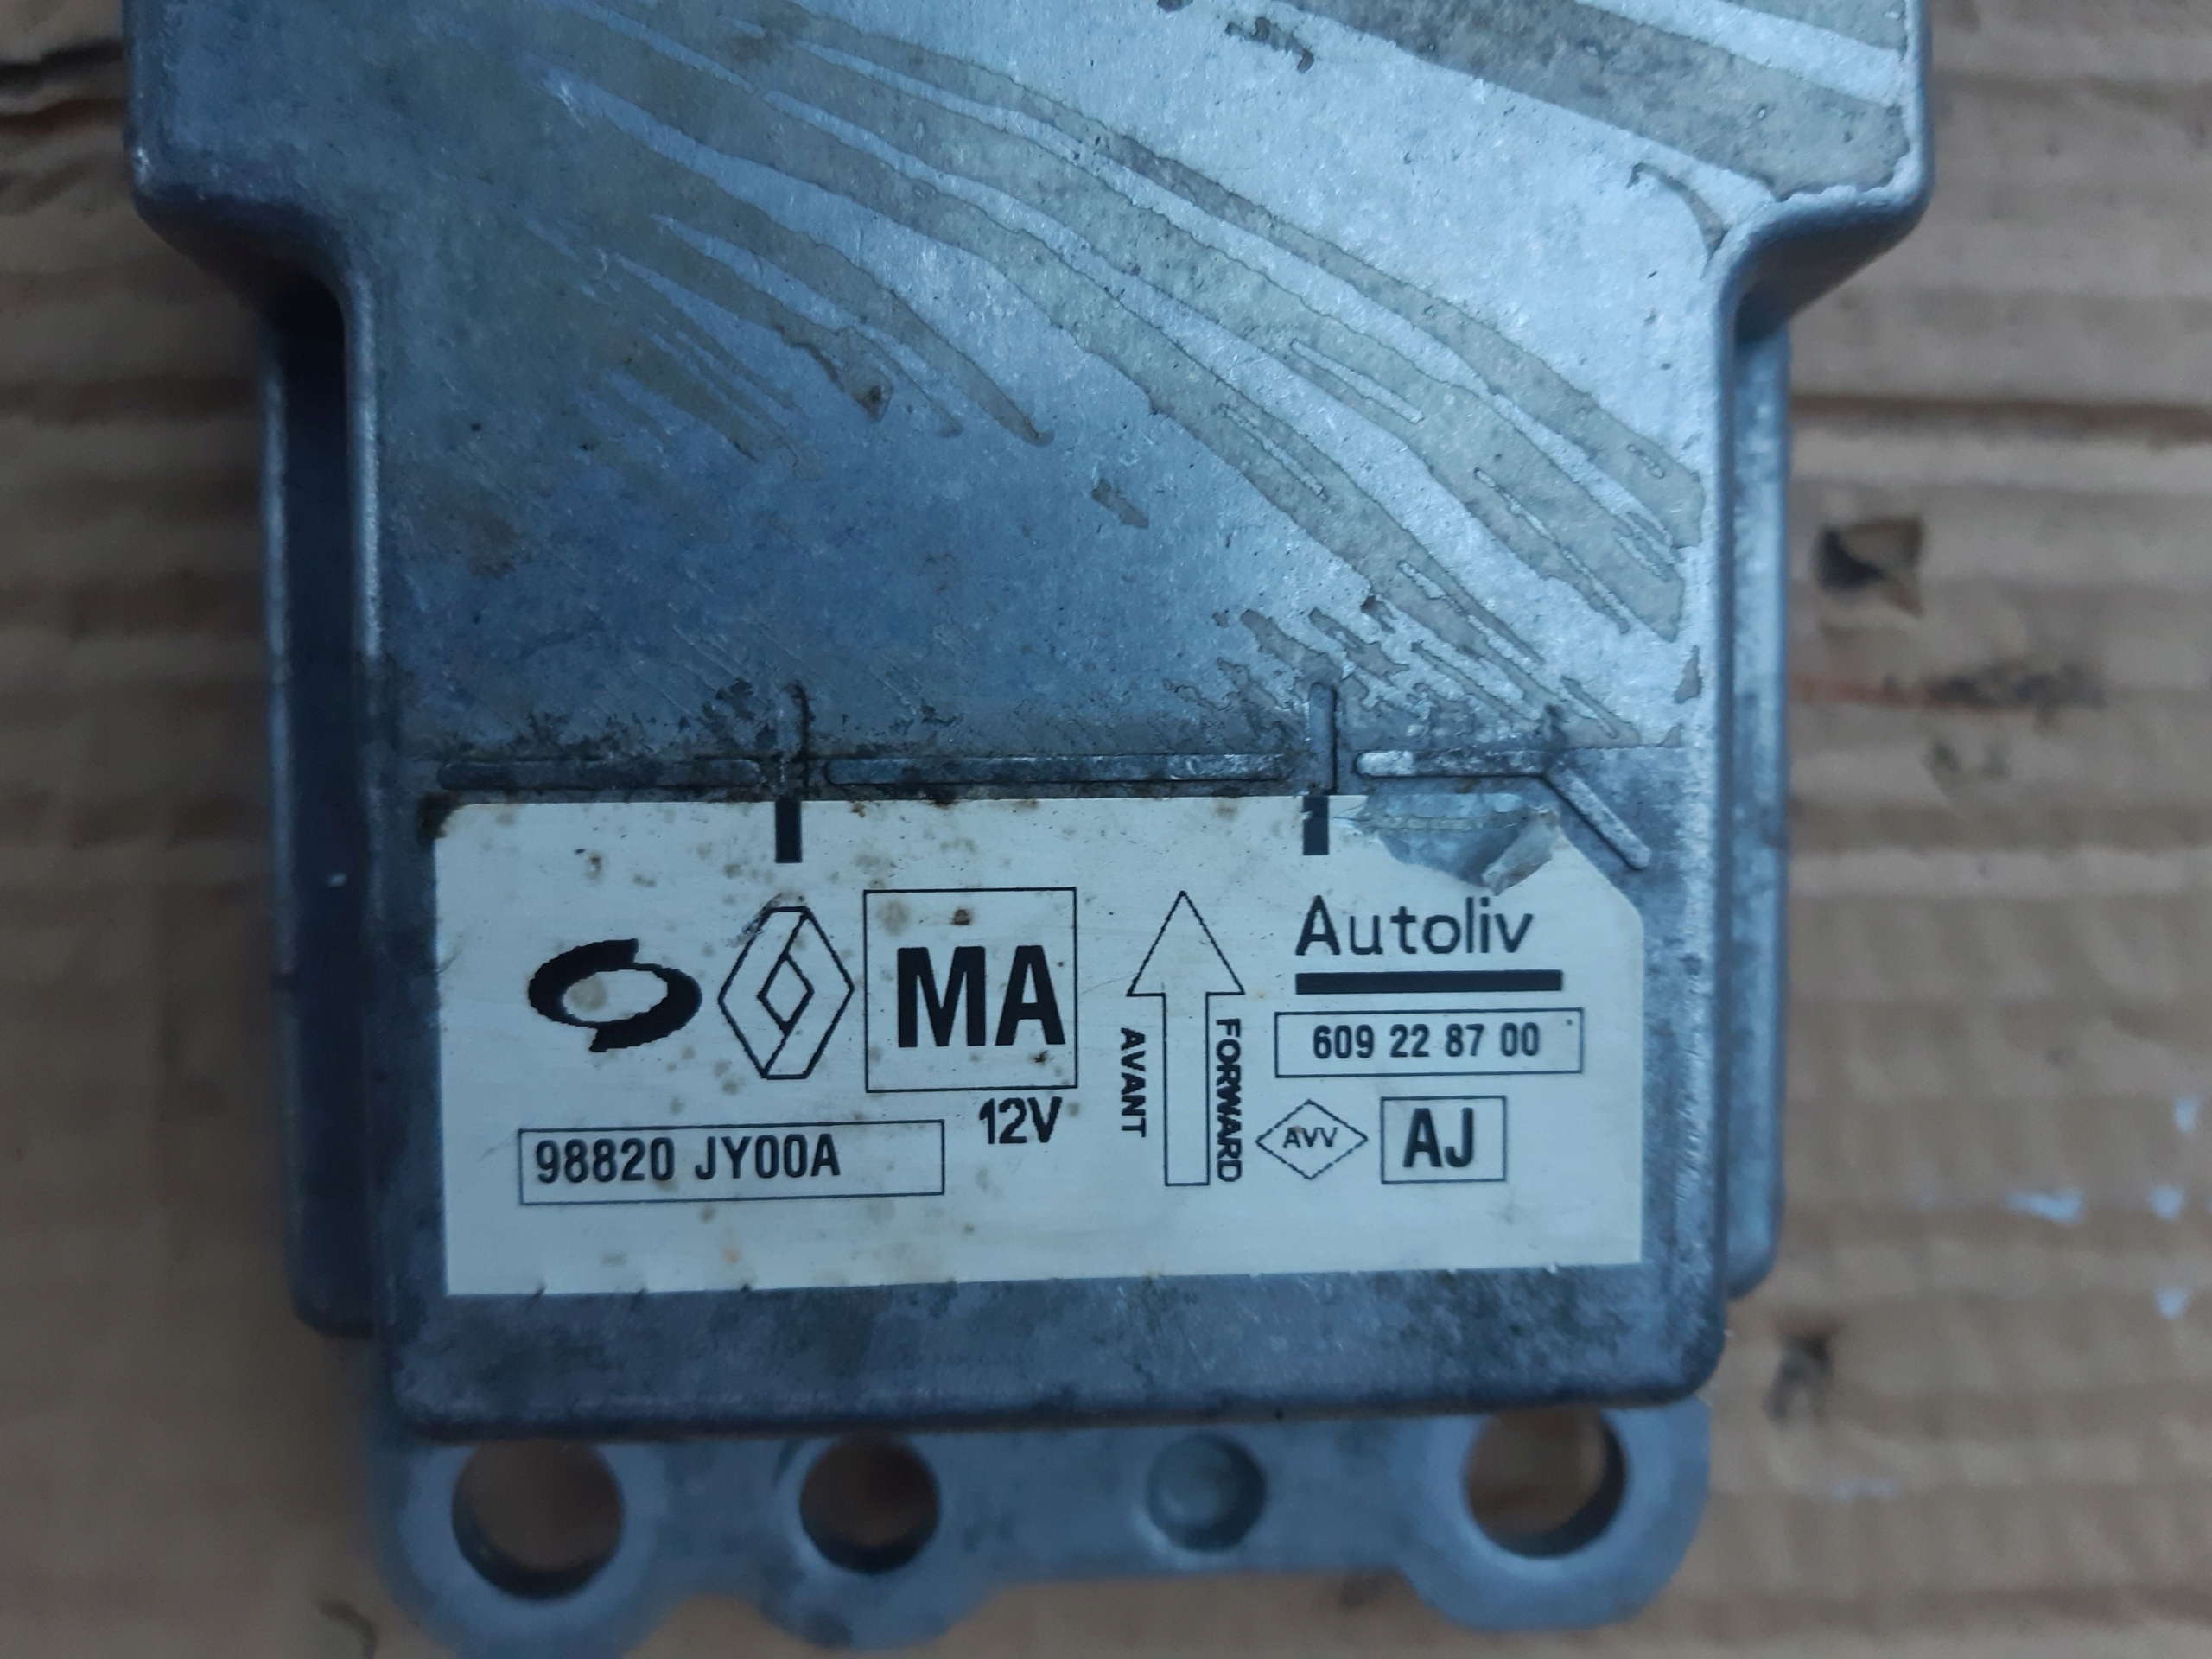 MA
12V
98820 JY00A
AVANT
FORWARD
Autoliv
609 22 87 00
AVV
AJ